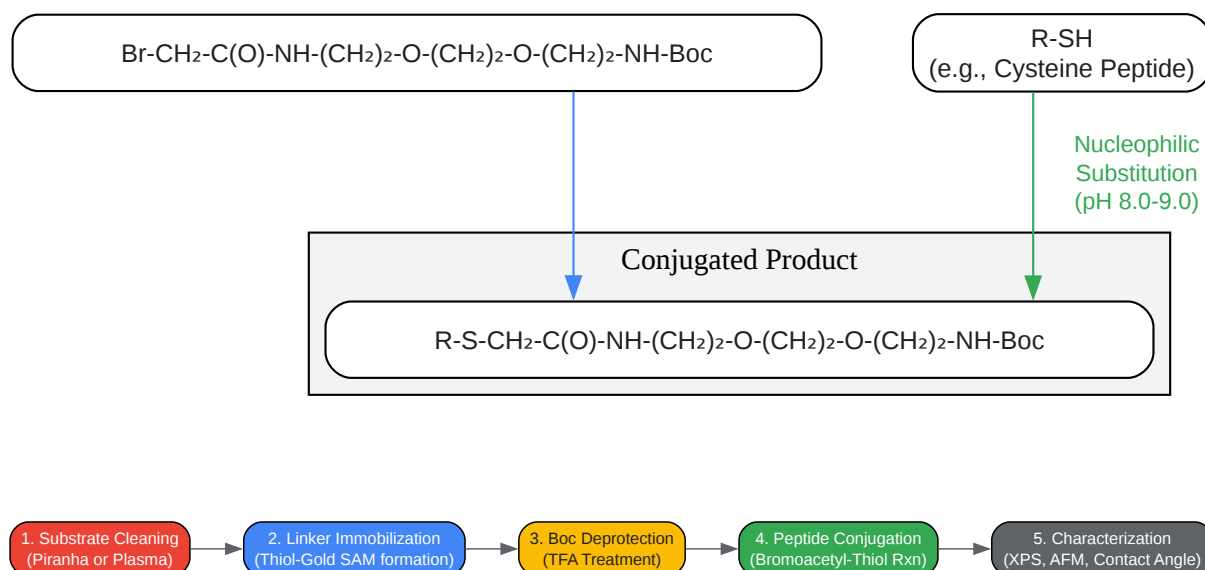 Br-CH₂-C(O)-NH-(CH₂)₂-O-(CH₂)₂-O-(CH₂)₂-NH-Boc
R-SH
(e.g., Cysteine Peptide)
Nucleophilic
Substitution
(pH 8.0-9.0)
Conjugated Product
R-S-CH₂-C(O)-NH-(CH₂)₂-O-(CH₂)₂-O-(CH₂)₂-NH-Boc
1. Substrate Cleaning
(Piranha or Plasma)
2. Linker Immobilization
(Thiol-Gold SAM formation)
3. Boc Deprotection
(TFA Treatment)
4. Peptide Conjugation
(Bromoacetyl-Thiol Rxn)
5. Characterization
(XPS, AFM, Contact Angle)